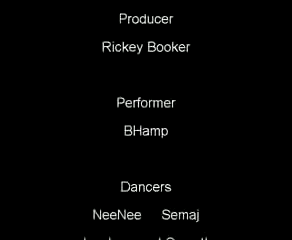 Producer
Rickey Booker
Performer
BHamp
Dancers
NeeNee Semaj